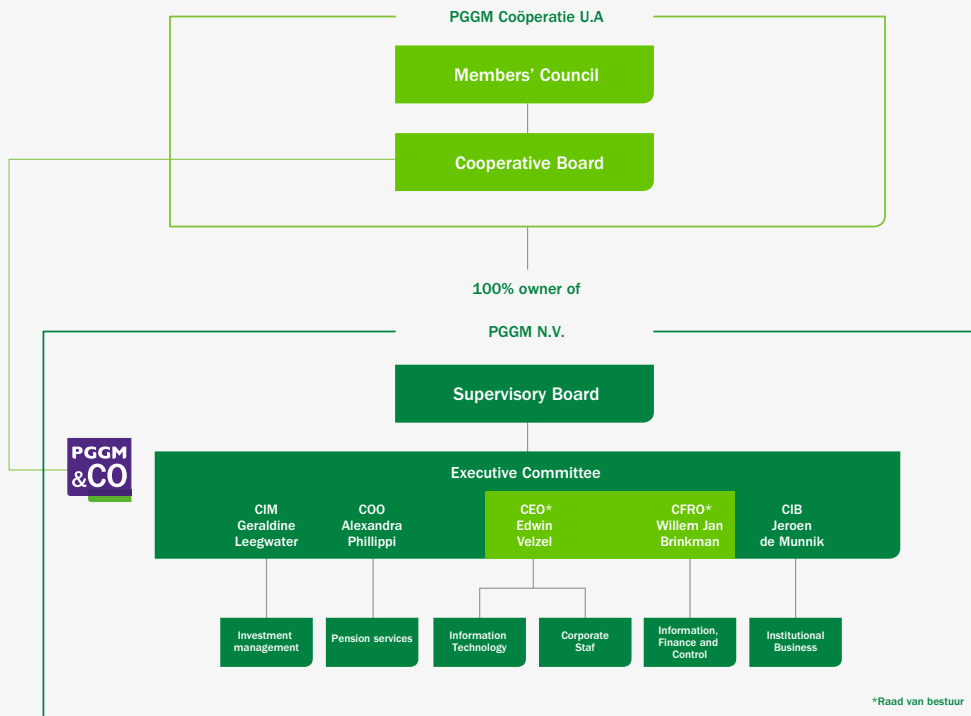 PGGM Coöperatie U.A
Members' Council
Cooperative Board
100% owner of
PGGM N.V.
Supervisory Board
PGGM
&CO
Executive Committee
CIM
Geraldine
Leegwater
COO
Alexandra
Phillippi
CEO*
Edwin
Velzel
CFRO*
Willem Jan
Brinkman
CIB
Jeroen
de Munnik
Investment
management
Pension services
Information
Technology
Corporate
Staf
Information,
Finance and
Control
Institutional
Business
*Raad van bestuur